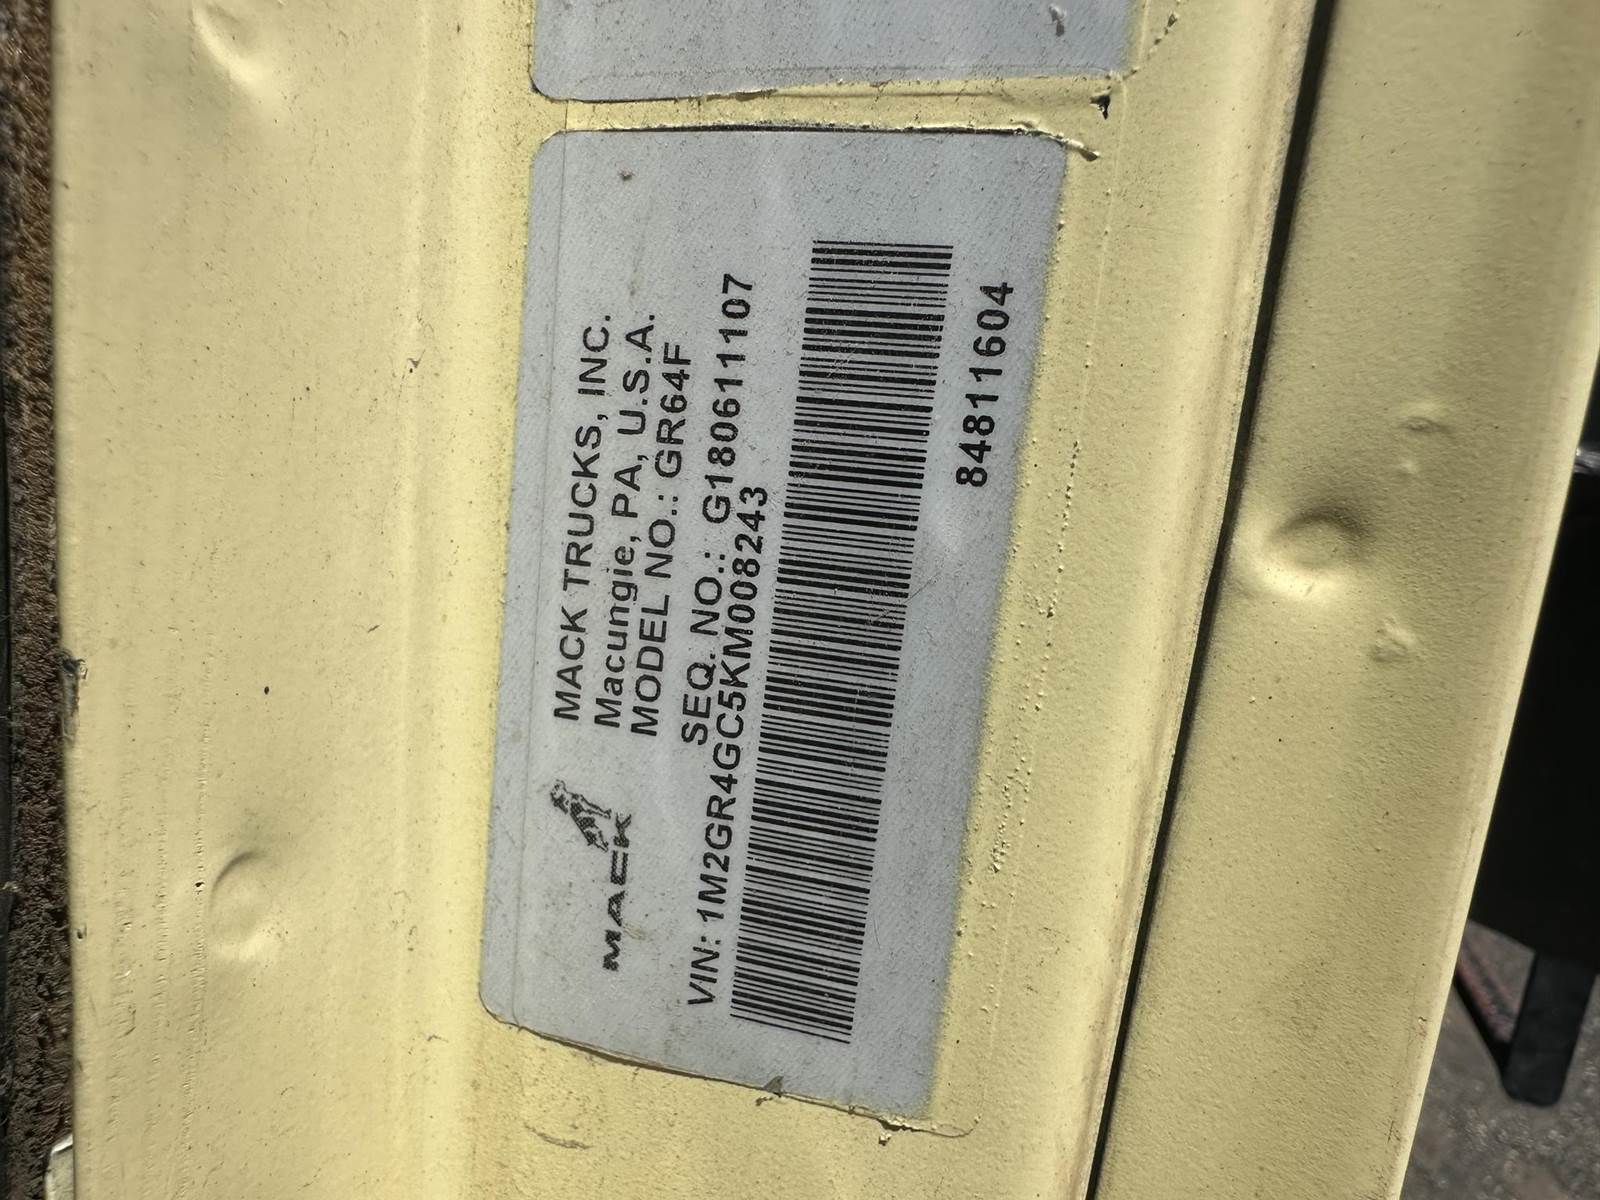 MACK
MACK TRUCKS, INC.
Macungie, PA, U.S.A.
MODEL NO.: GR64F
SEQ. NO.: G180611107
VIN: 1M2GR4GC5KM008243
84811604